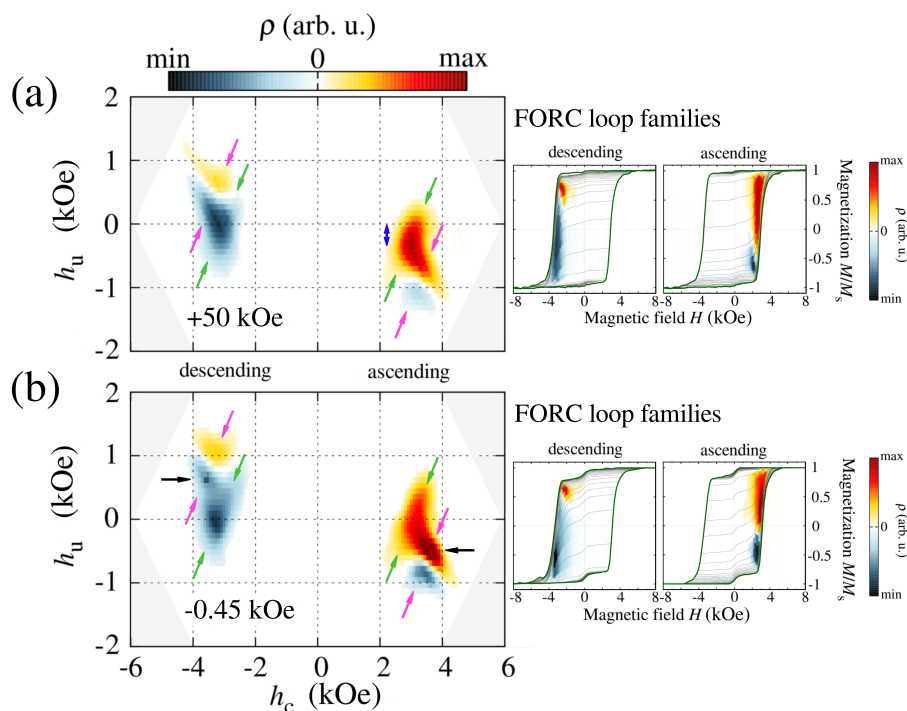 ρ (arb. u.)
min 0 max
(a)
2
1
0
-1
-2
h_u (kOe)
+50 kOe
FORC loop families
descending ascending
1
0.5
0
-0.5
-1
-8 -4 0 4 8
-8 -4 0 4 8
Magnetic field H (kOe)
Magnetization M/M_s
max
0
min
ρ (arb. u.)
descending ascending
(b)
2
1
0
-1
-2
h_u (kOe)
-0.45 kOe
-6 -4 -2 0 2 4 6
h_c (kOe)
FORC loop families
descending ascending
1
0.5
0
-0.5
-1
-8 -4 0 4 8
-8 -4 0 4 8
Magnetic field H (kOe)
Magnetization M/M_s
max
0
min
ρ (arb. u.)